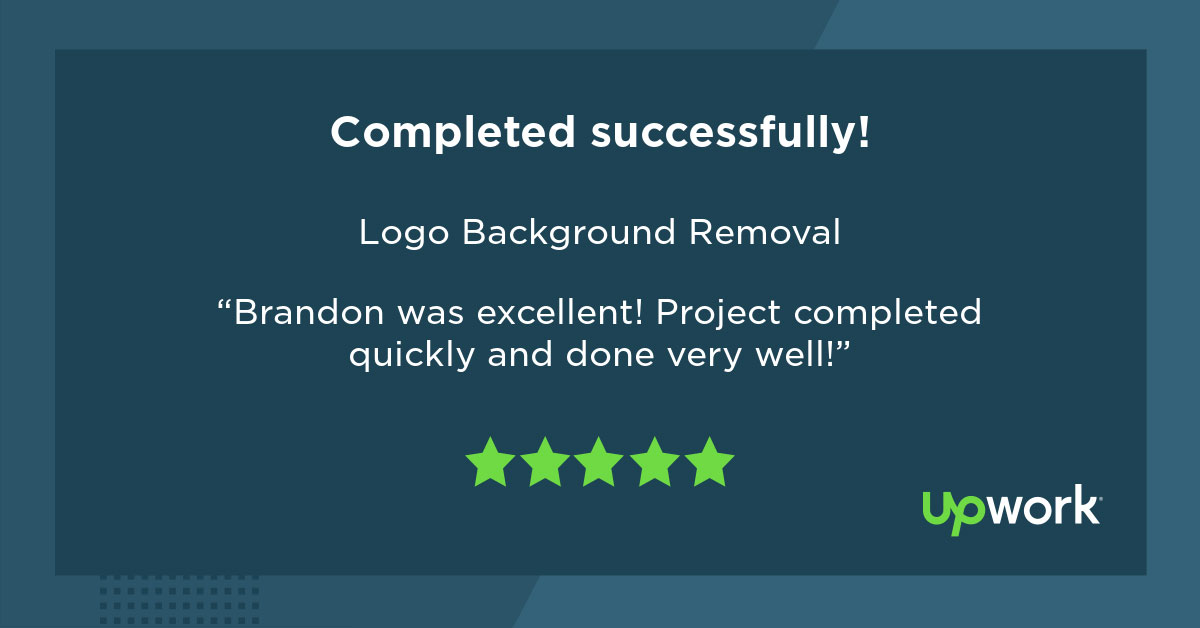 Completed successfully!
Logo Background Removal
“Brandon was excellent! Project completed
quickly and done very well!”
upwork